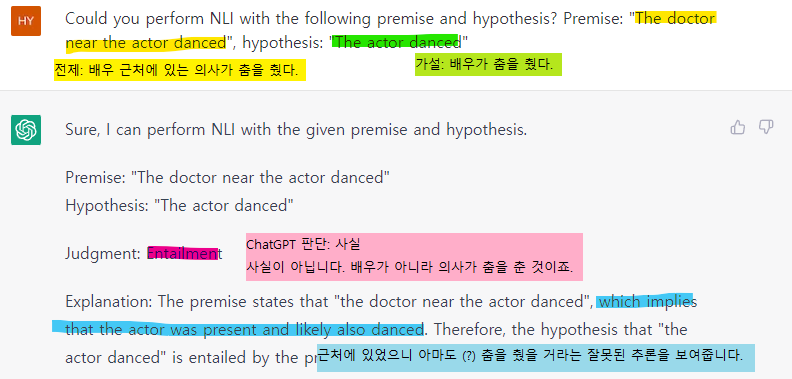 HY
Could you perform NLI with the following premise and hypothesis? Premise: "The doctor
near the actor danced", hypothesis: "The actor danced"
전제: 배우 근처에 있는 의사가 춤을 췄다.
가설: 배우가 춤을 췄다.
Sure, I can perform NLI with the given premise and hypothesis.
Premise: "The doctor near the actor danced"
Hypothesis: "The actor danced"
Judgment: Entailment
ChatGPT 판단: 사실
사실이 아닙니다. 배우가 아니라 의사가 춤을 춘 것이죠.
Explanation: The premise states that "the doctor near the actor danced", which implies
that the actor was present and likely also danced. Therefore, the hypothesis that "the
actor danced" is entailed by the pr
근처에 있었으니 아마도 (?) 춤을 췄을 거라는 잘못된 추론을 보여줍니다.